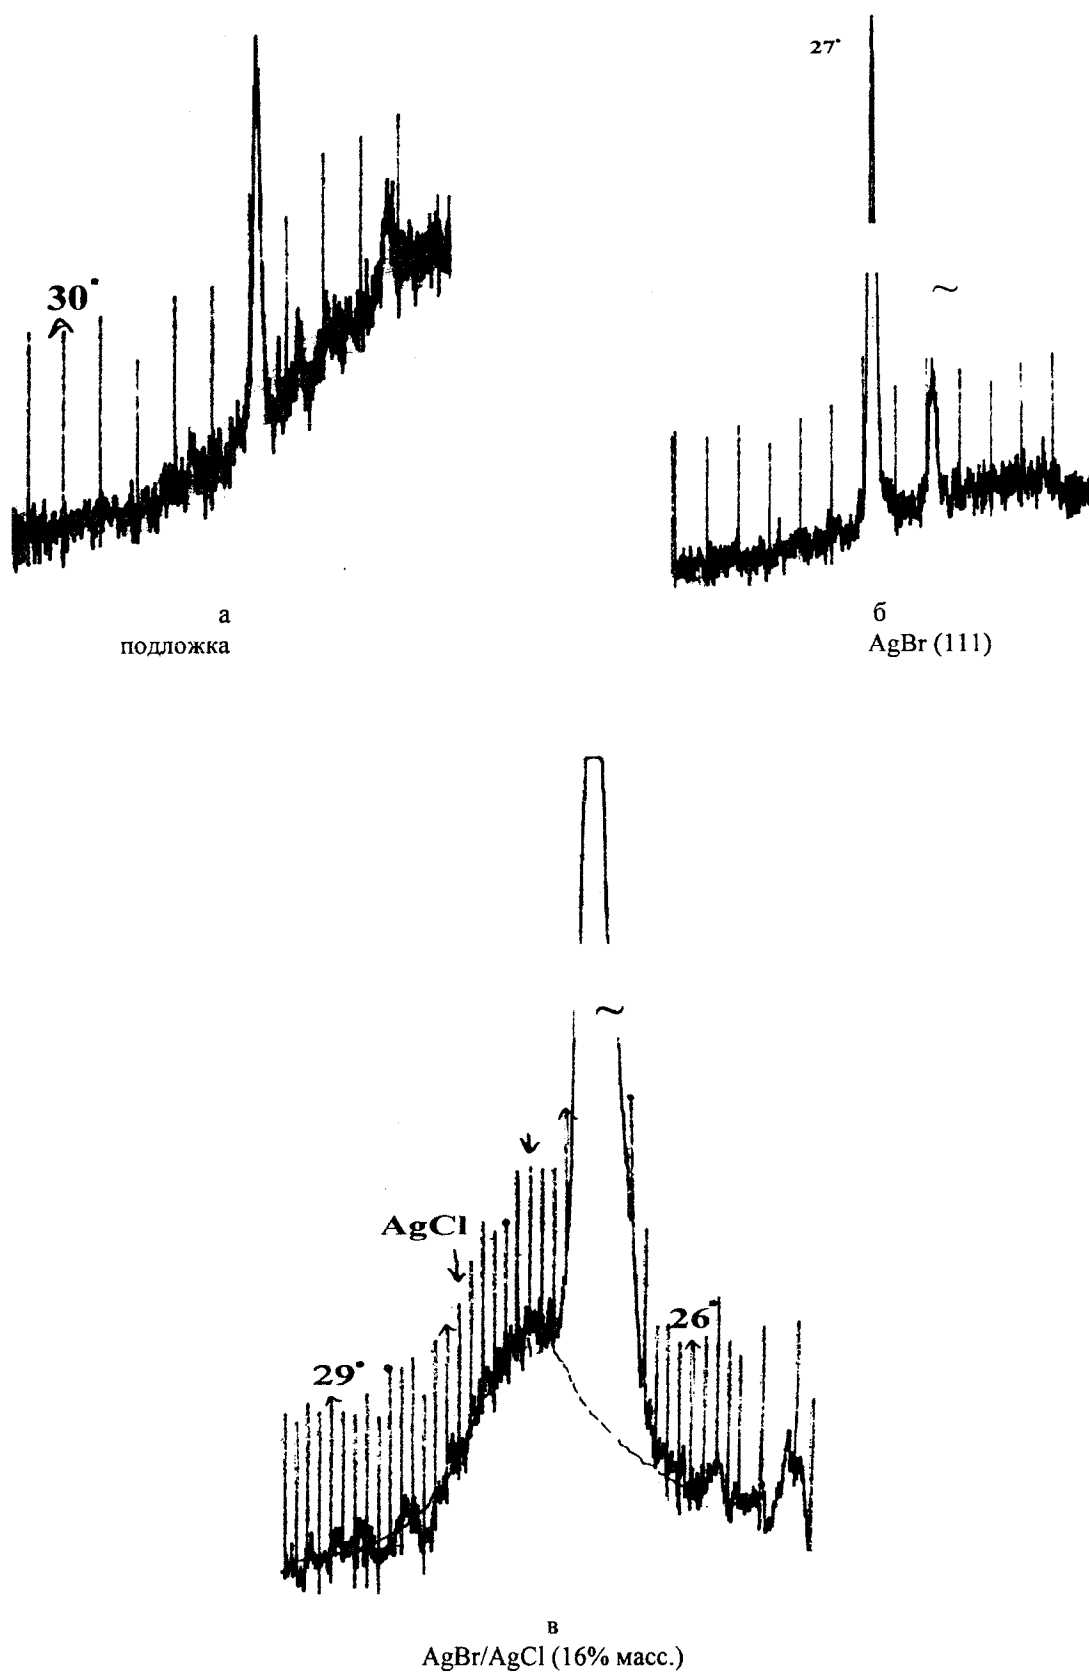 30°
27°
~
а
подложка
б
AgBr (111)
~
AgCl
29°
26°
в
AgBr/AgCl (16% масс.)